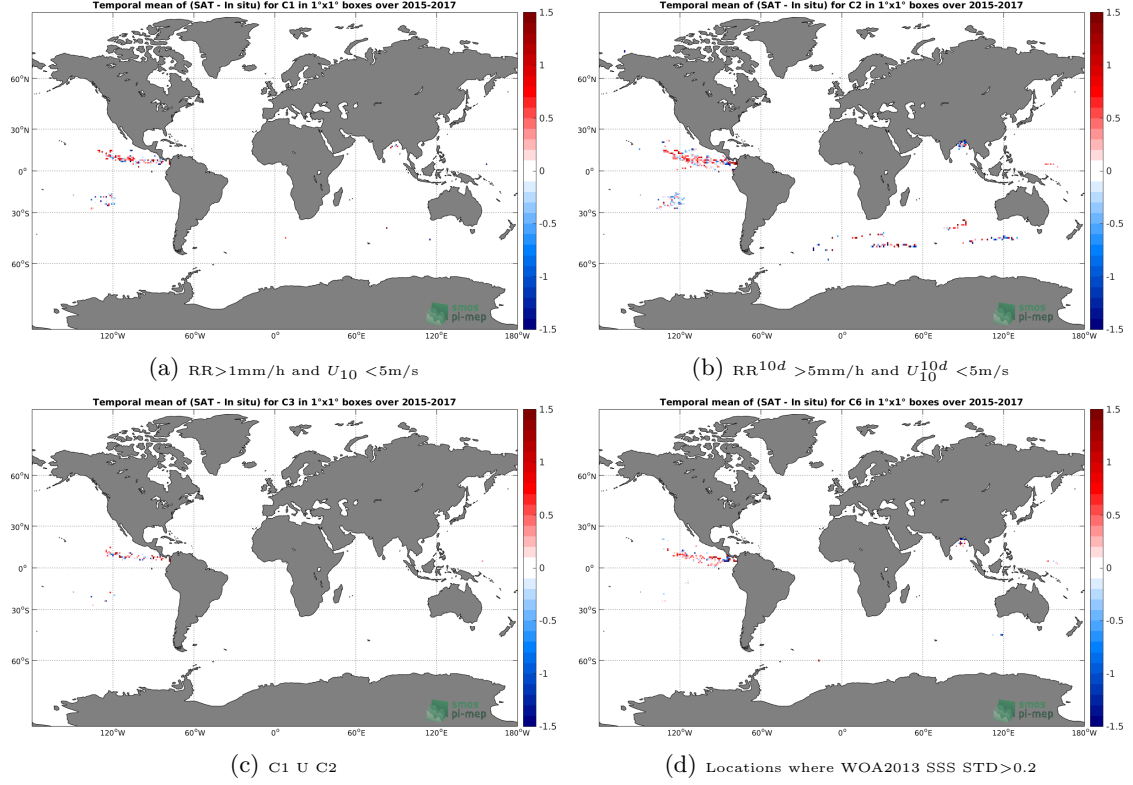 Temporal mean of (SAT - In situ) for C1 in 1°x1° boxes over 2015-2017
60°N
30°N
0°
30°S
60°S
120°W
60°W
0°
60°E
120°E
180°W
1.5
1
0.5
0
-0.5
-1
-1.5
smos
pi-mep
(a) RR>1mm/h and U10 <5m/s
Temporal mean of (SAT - In situ) for C2 in 1°x1° boxes over 2015-2017
60°N
30°N
0°
30°S
60°S
120°W
60°W
0°
60°E
120°E
180°W
1.5
1
0.5
0
-0.5
-1
-1.5
smos
pi-mep
(b) RR10d >5mm/h and U10d10 <5m/s
Temporal mean of (SAT - In situ) for C3 in 1°x1° boxes over 2015-2017
60°N
30°N
0°
30°S
60°S
120°W
60°W
0°
60°E
120°E
180°W
1.5
1
0.5
0
-0.5
-1
-1.5
smos
pi-mep
(c) C1 U C2
Temporal mean of (SAT - In situ) for C6 in 1°x1° boxes over 2015-2017
60°N
30°N
0°
30°S
60°S
120°W
60°W
0°
60°E
120°E
180°W
1.5
1
0.5
0
-0.5
-1
-1.5
smos
pi-mep
(d) Locations where WOA2013 SSS STD>0.2